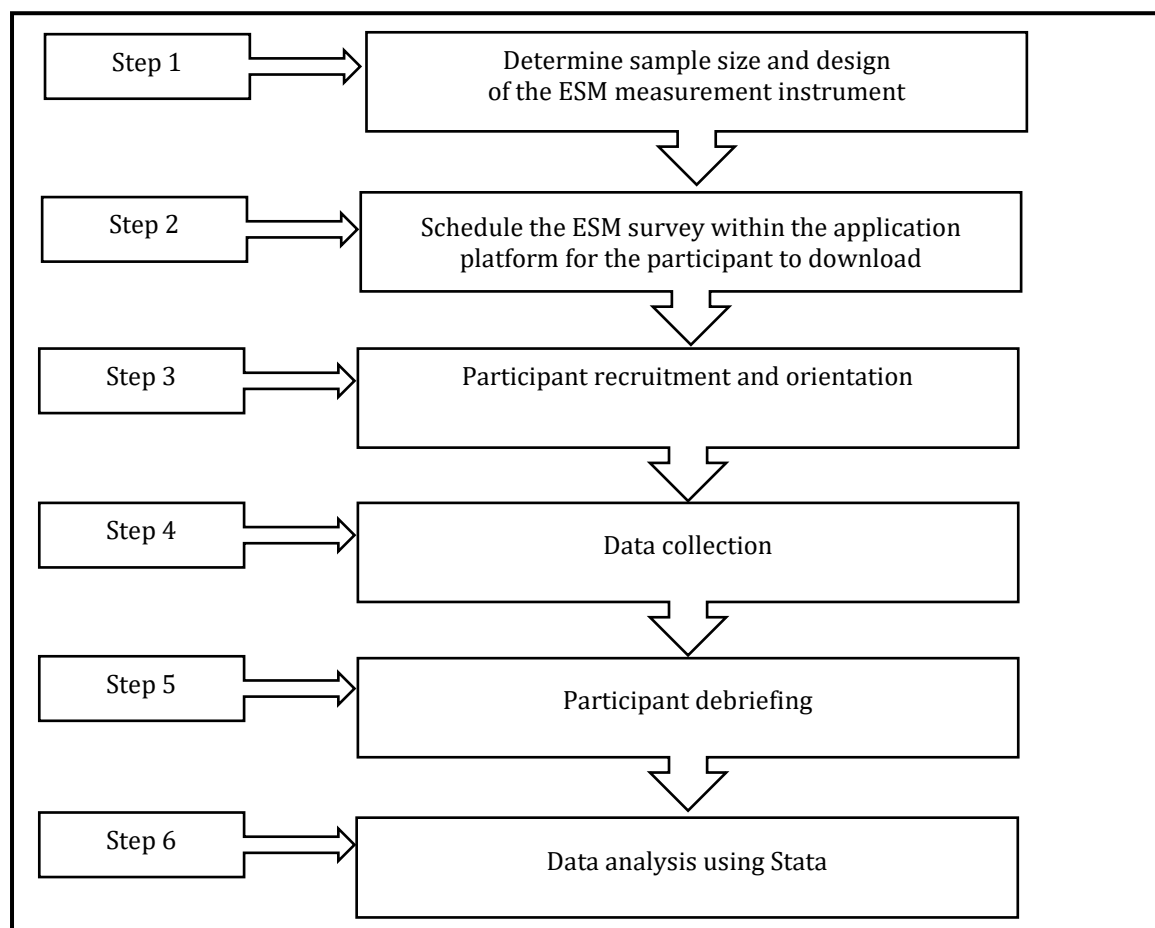 Step 1
Determine sample size and design
of the ESM measurement instrument
Step 2
Schedule the ESM survey within the application
platform for the participant to download
Step 3
Participant recruitment and orientation
Step 4
Data collection
Step 5
Participant debriefing
Step 6
Data analysis using Stata